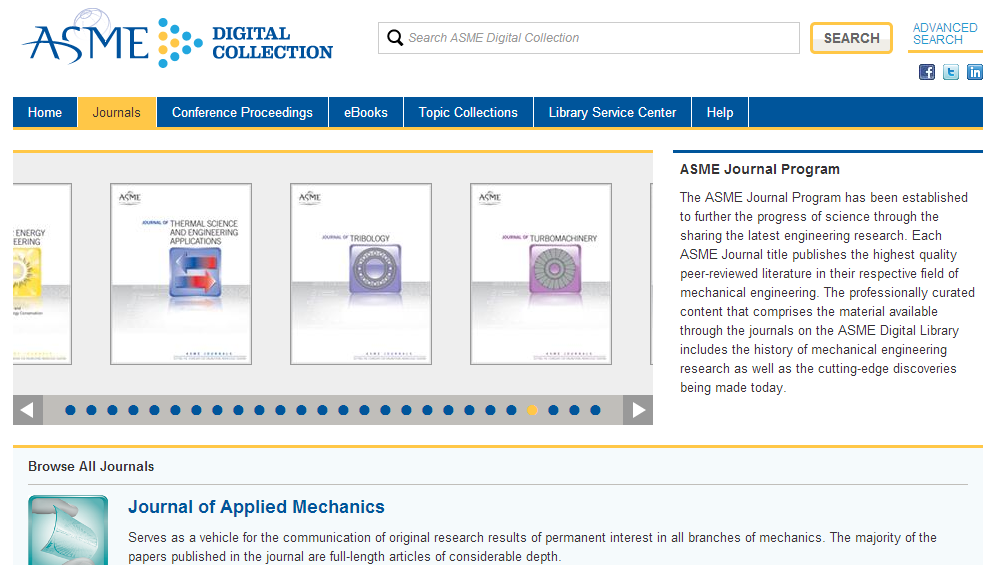 ASME
DIGITAL
COLLECTION
Search ASME Digital Collection
SEARCH
ADVANCED
SEARCH
Home
Journals
Conference Proceedings
eBooks
Topic Collections
Library Service Center
Help
ENERGY
EERING
ASME
JOURNAL OF THERMAL SCIENCE
AND ENGINEERING
APPLICATIONS
ASME JOURNALS
ASME
JOURNAL OF TRIBOLOGY
ASME JOURNALS
ASME
JOURNAL OF TURBOMACHINERY
ASME JOURNALS
ASME Journal Program
The ASME Journal Program has been established
to further the progress of science through the
sharing the latest engineering research. Each
ASME Journal title publishes the highest quality
peer-reviewed literature in their respective field of
mechanical engineering. The professionally curated
content that comprises the material available
through the journals on the ASME Digital Library
includes the history of mechanical engineering
research as well as the cutting-edge discoveries
being made today.
Browse All Journals
Journal of Applied Mechanics
Serves as a vehicle for the communication of original research results of permanent interest in all branches of mechanics. The majority of the
papers published in the journal are full-length articles of considerable depth.